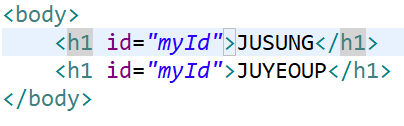 <body>
<h1 id="myId">JUSUNG</h1>
<h1 id="myId">JUYEOUP</h1>
</body>